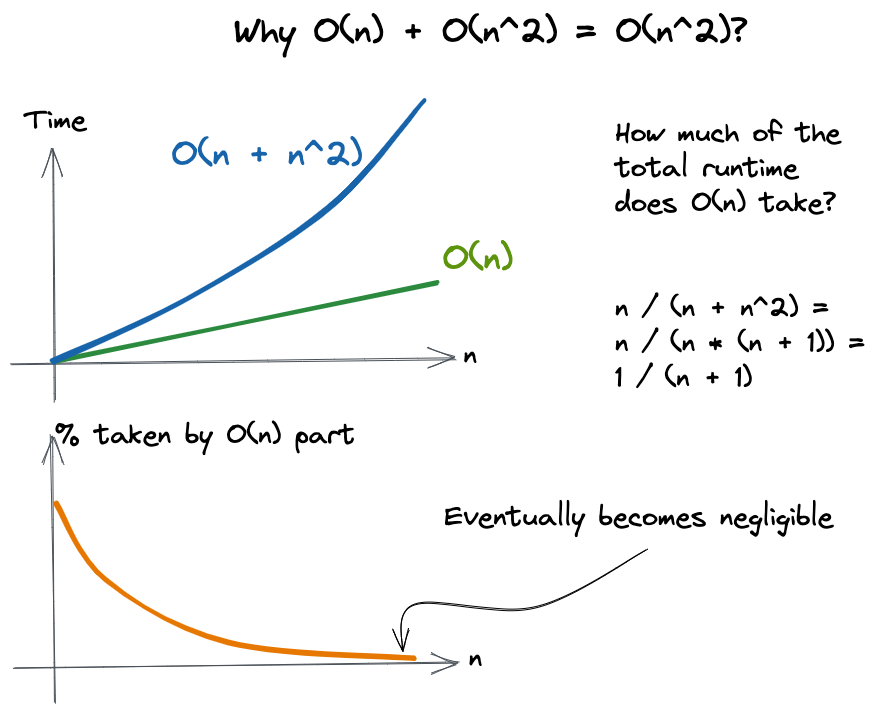 Why O(n) + O(n^2) = O(n^2)?
Time
O(n + n^2)
O(n)
n
How much of the
total runtime
does O(n) take?
n / (n + n^2) =
n / (n * (n + 1)) =
1 / (n + 1)
% taken by O(n) part
Eventually becomes negligible
n